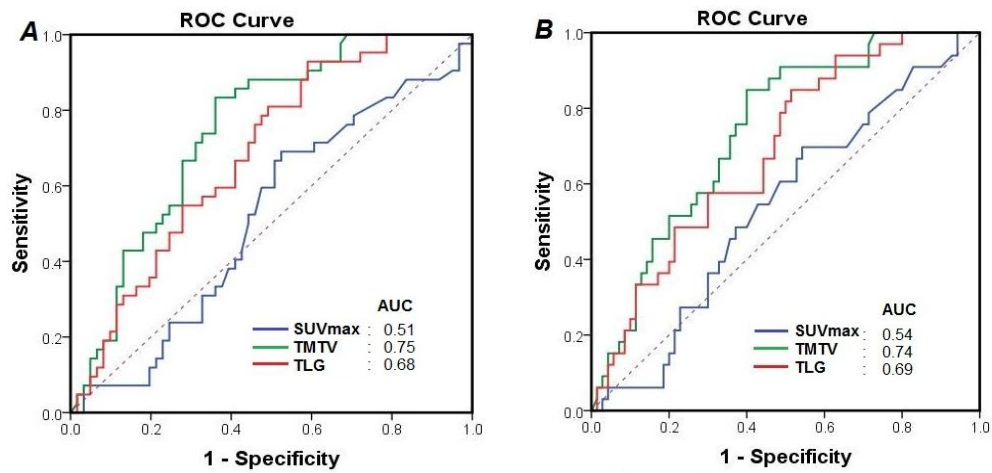 A
ROC Curve
1.0
0.8
0.6
0.4
0.2
0.0
Sensitivity
AUC
SUVmax : 0.51
TMTV : 0.75
TLG : 0.68
0.0 0.2 0.4 0.6 0.8 1.0
1 - Specificity
B
ROC Curve
1.0
0.8
0.6
0.4
0.2
0.0
Sensitivity
AUC
SUVmax : 0.54
TMTV : 0.74
TLG : 0.69
0.0 0.2 0.4 0.6 0.8 1.0
1 - Specificity